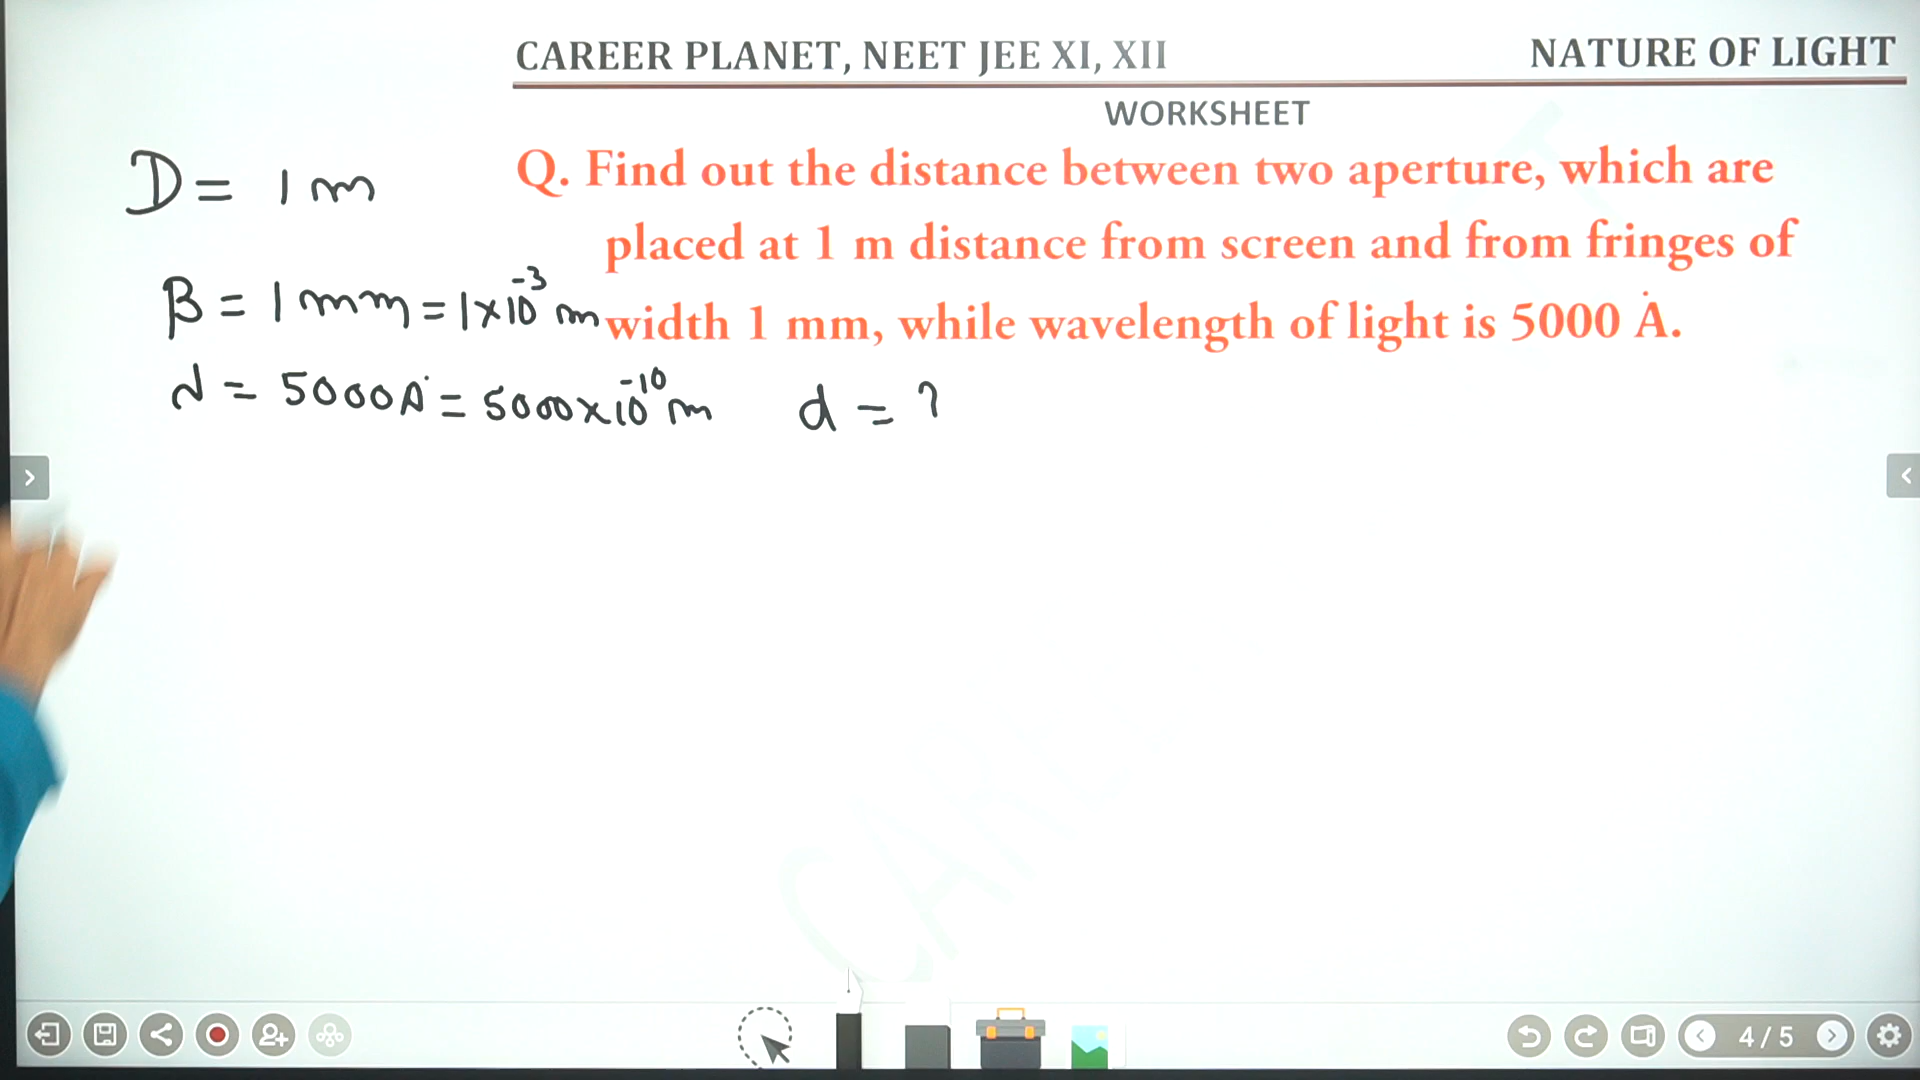 CAREER PLANET, NEET JEE XI, XII
NATURE OF LIGHT
WORKSHEET
Q. Find out the distance between two aperture, which are
placed at 1 m distance from screen and from fringes of
width 1 mm, while wavelength of light is 5000 Ȧ.
D = 1 m
β = 1 mm = 1×10⁻³ m
λ = 5000Ȧ = 5000×10⁻¹⁰ m d = ?
4 / 5